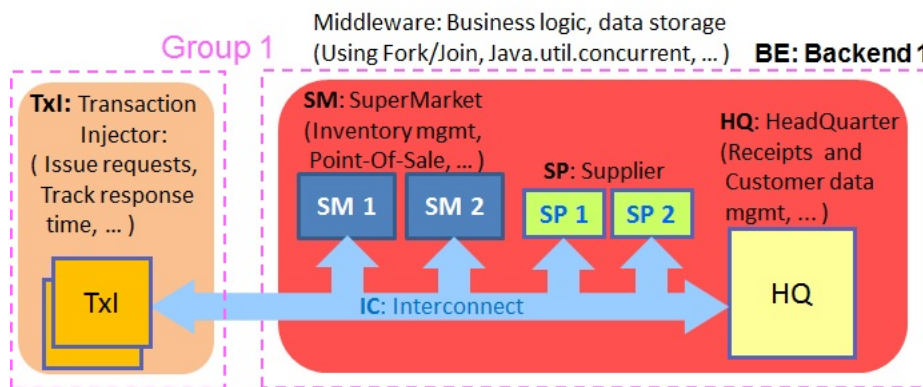 Middleware: Business logic, data storage
(Using Fork/Join, Java.util.concurrent, ... )
Group 1
BE: Backend 1
TxI: Transaction
Injector:
( Issue requests,
Track response
time, ... )
TxI
SM: SuperMarket
(Inventory mgmt,
Point-Of-Sale, ... )
SM 1
SM 2
SP: Supplier
SP 1
SP 2
HQ: HeadQuarter
(Receipts and
Customer data
mgmt, ... )
HQ
IC: Interconnect